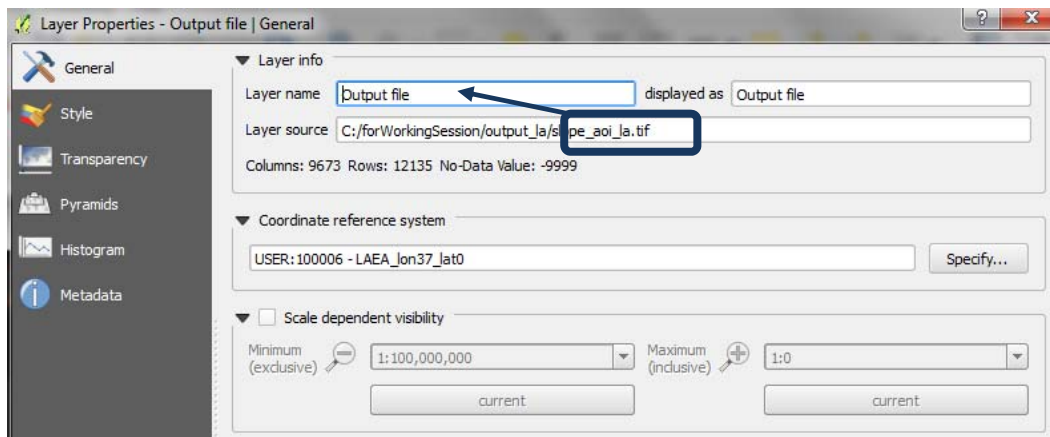 Layer Properties - Output file | General
General
Style
Transparency
Pyramids
Histogram
Metadata
Layer info
Layer name Output file displayed as Output file
Layer source C:/forWorkingSession/output_la/slope_aoi_la.tif
Columns: 9673 Rows: 12135 No-Data Value: -9999
Coordinate reference system
USER:100006 - LAEA_lon37_lat0 Specify...
Scale dependent visibility
Minimum (exclusive) 1:100,000,000 Maximum (inclusive) 1:0
current current